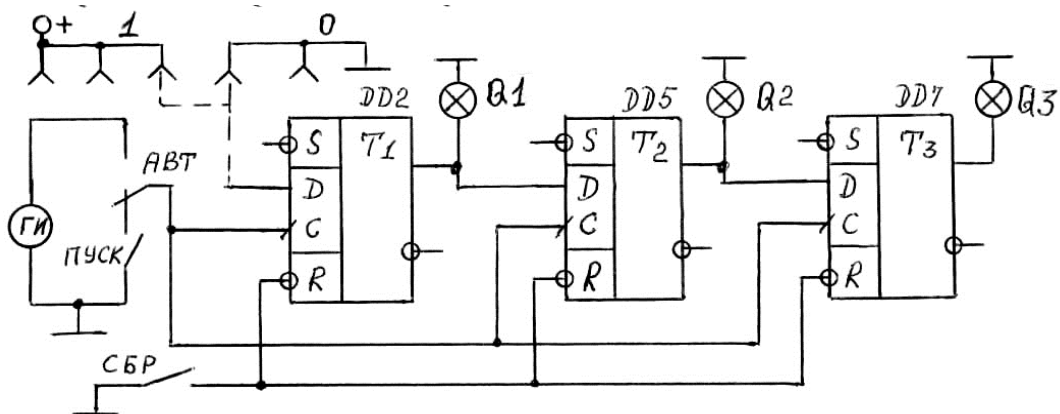 + 1 0
DD2 Q1 DD5 Q2 DD7 Q3
S T1 S T2 S T3
АВТ D D D
ГИ C C C
ПУСК R R R
СБР